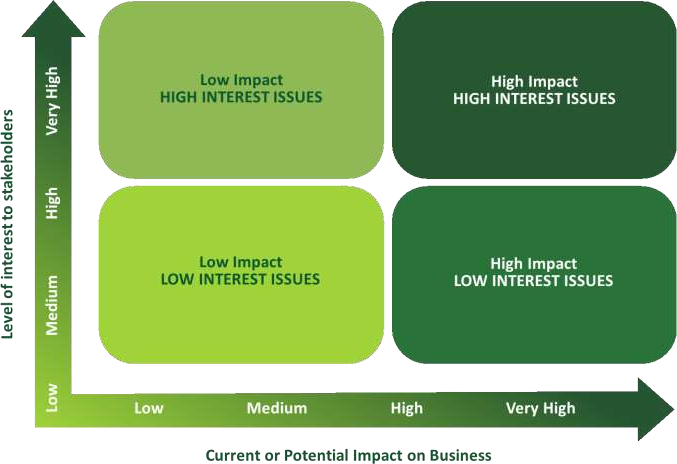 Level of interest to stakeholders
Very High
High
Medium
Low
Low Impact
HIGH INTEREST ISSUES
High Impact
HIGH INTEREST ISSUES
Low Impact
LOW INTEREST ISSUES
High Impact
LOW INTEREST ISSUES
Low Medium High Very High
Current or Potential Impact on Business